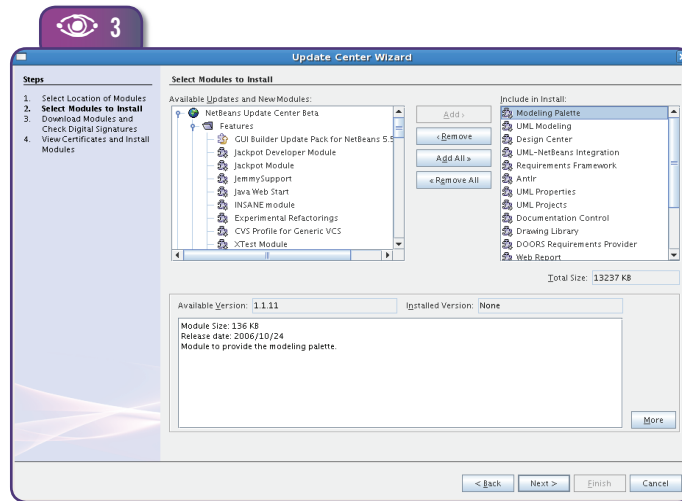 3
Update Center Wizard
Steps
1. Select Location of Modules
2. Select Modules to Install
3. Download Modules and
Check Digital Signatures
4. View Certificates and Install
Modules
Select Modules to Install
Available Updates and New Modules:
NetBeans Update Center Beta
Features
GUI Builder Update Pack for NetBeans 5.5
Jackpot Developer Module
Jackpot Module
JemmySupport
Java Web Start
INSANE module
Experimental Refactorings
CVS Profile for Generic VCS
XTest Module
Add >
< Remove
Add All »
« Remove All
Include in Install:
Modeling Palette
UML Modeling
Design Center
UML-NetBeans Integration
Requirements Framework
Antlr
UML Properties
UML Projects
Documentation Control
Drawing Library
DOORS Requirements Provider
Web Report
Total Size: 13237 KB
Available Version: 1.1.11
Installed Version: None
Module Size: 136 KB
Release date: 2006/10/24
Module to provide the modeling palette.
More
< Back
Next >
Finish
Cancel